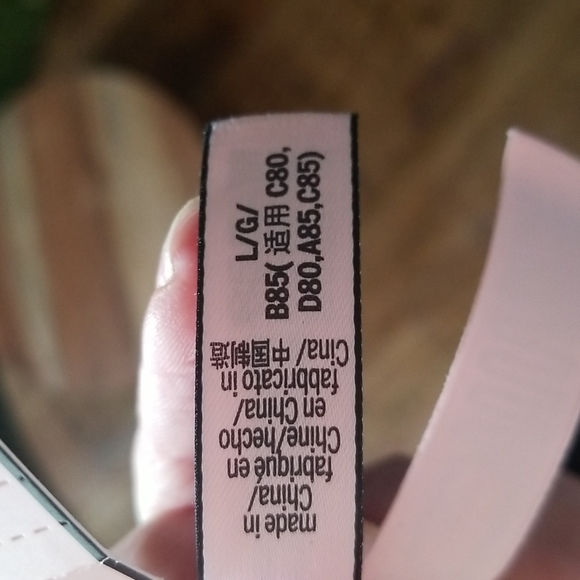 L/G/
B85( 适用 C80,
D80,A85,C85)
made in
China/
fabriqué en
Chine/hecho
en China/
fabbricato in
Cina/ 中国制造